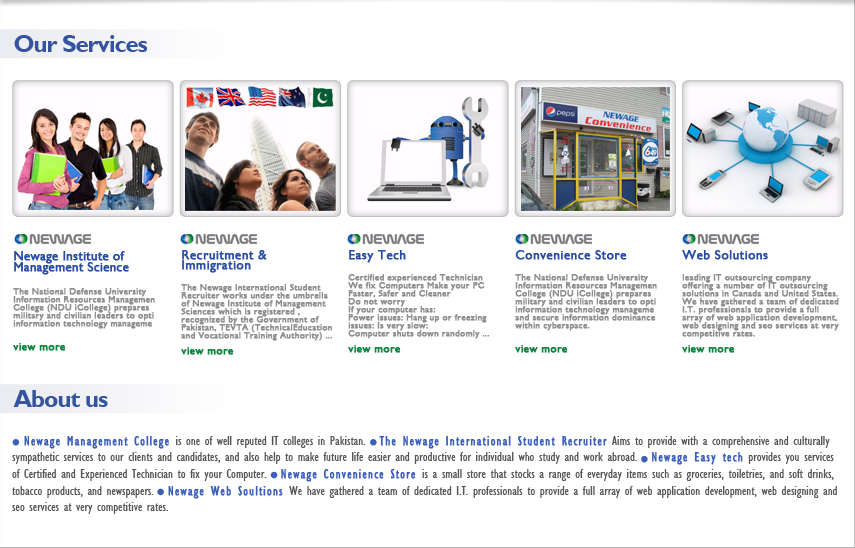 Our Services
pepsi
NEWAGE
Convenience
649
NEWAGE
Newage Institute of
Management Science
The National Defense University
Information Resources Managemen
College (NDU iCollege) prepares
military and civilian leaders to opti
information technology manageme
view more
NEWAGE
Recruitment &
Immigration
The Newage International Student
Recruiter works under the umbrella
of Newage Institute of Management
Sciences which is registered ,
recognized by the Government of
Pakistan, TEVTA (TechnicalEducation
and Vocational Training Authority) ...
view more
NEWAGE
Easy Tech
Certified experienced Technician
We fix Computers Make your PC
Faster, Safer and Cleaner
Do not worry
If your computer has:
Power issues: Hang up or freezing
issues: Is very slow:
Computer shuts down randomly ...
view more
NEWAGE
Convenience Store
The National Defense University
Information Resources Managemen
College (NDU iCollege) prepares
military and civilian leaders to opti
information technology manageme
and secure information dominance
within cyberspace.
view more
NEWAGE
Web Solutions
leading IT outsourcing company
offering a number of IT outsourcing
solutions in Canada and United States.
We have gathered a team of dedicated
I.T. professionals to provide a full
array of web application development,
web designing and seo services at very
competitive rates.
view more
About us
● Newage Management College is one of well reputed IT colleges in Pakistan. ● The Newage International Student Recruiter Aims to provide with a comprehensive and culturally
sympathetic services to our clients and candidates, and also help to make future life easier and productive for individual who study and work abroad. ● Newage Easy tech provides you services
of Certified and Experienced Technician to fix your Computer. ● Newage Convenience Store is a small store that stocks a range of everyday items such as groceries, toiletries, and soft drinks,
tobacco products, and newspapers. ● Newage Web Soultions We have gathered a team of dedicated I.T. professionals to provide a full array of web application development, web designing and
seo services at very competitive rates.